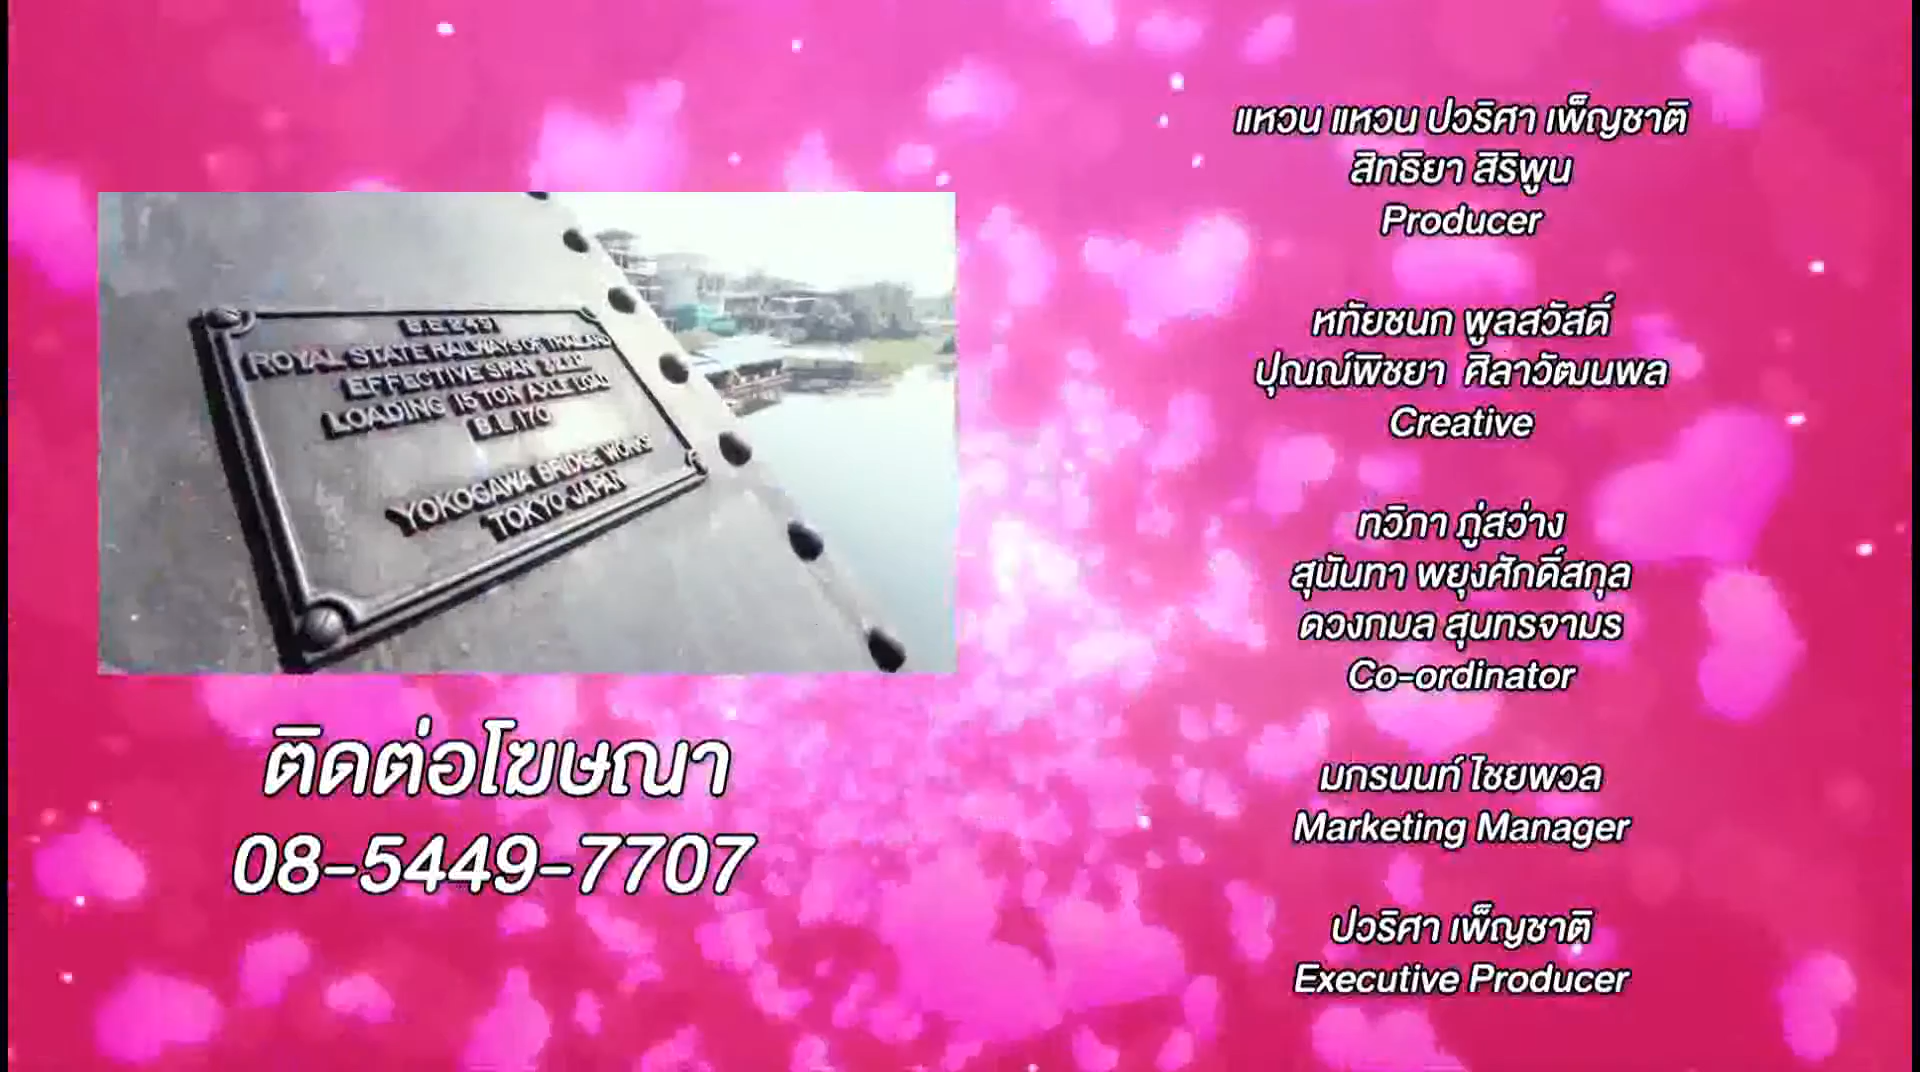 B.E.2491
ROYAL STATE RAILWAYS OF THAILAND
EFFECTIVE SPAN
LOADING 15 TON AXLE LOAD
B.L.170
YOKOGAWA BRIDGE WORKS
TOKYO JAPAN
ติดต่อโฆษณา
08-5449-7707
แหวน แหวน ปวริศา เพ็ญชาติ
สิทธิยา สิริพูน
Producer
หทัยชนก พูลสวัสดิ์
ปุณณ์พิชยา ศิลาวัฒนพล
Creative
ทวิภา ภู่สว่าง
สุนันทา พยุงศักดิ์สกุล
ดวงกมล สุนทรจามร
Co-ordinator
มกรนนท์ ไชยพวล
Marketing Manager
ปวริศา เพ็ญชาติ
Executive Producer